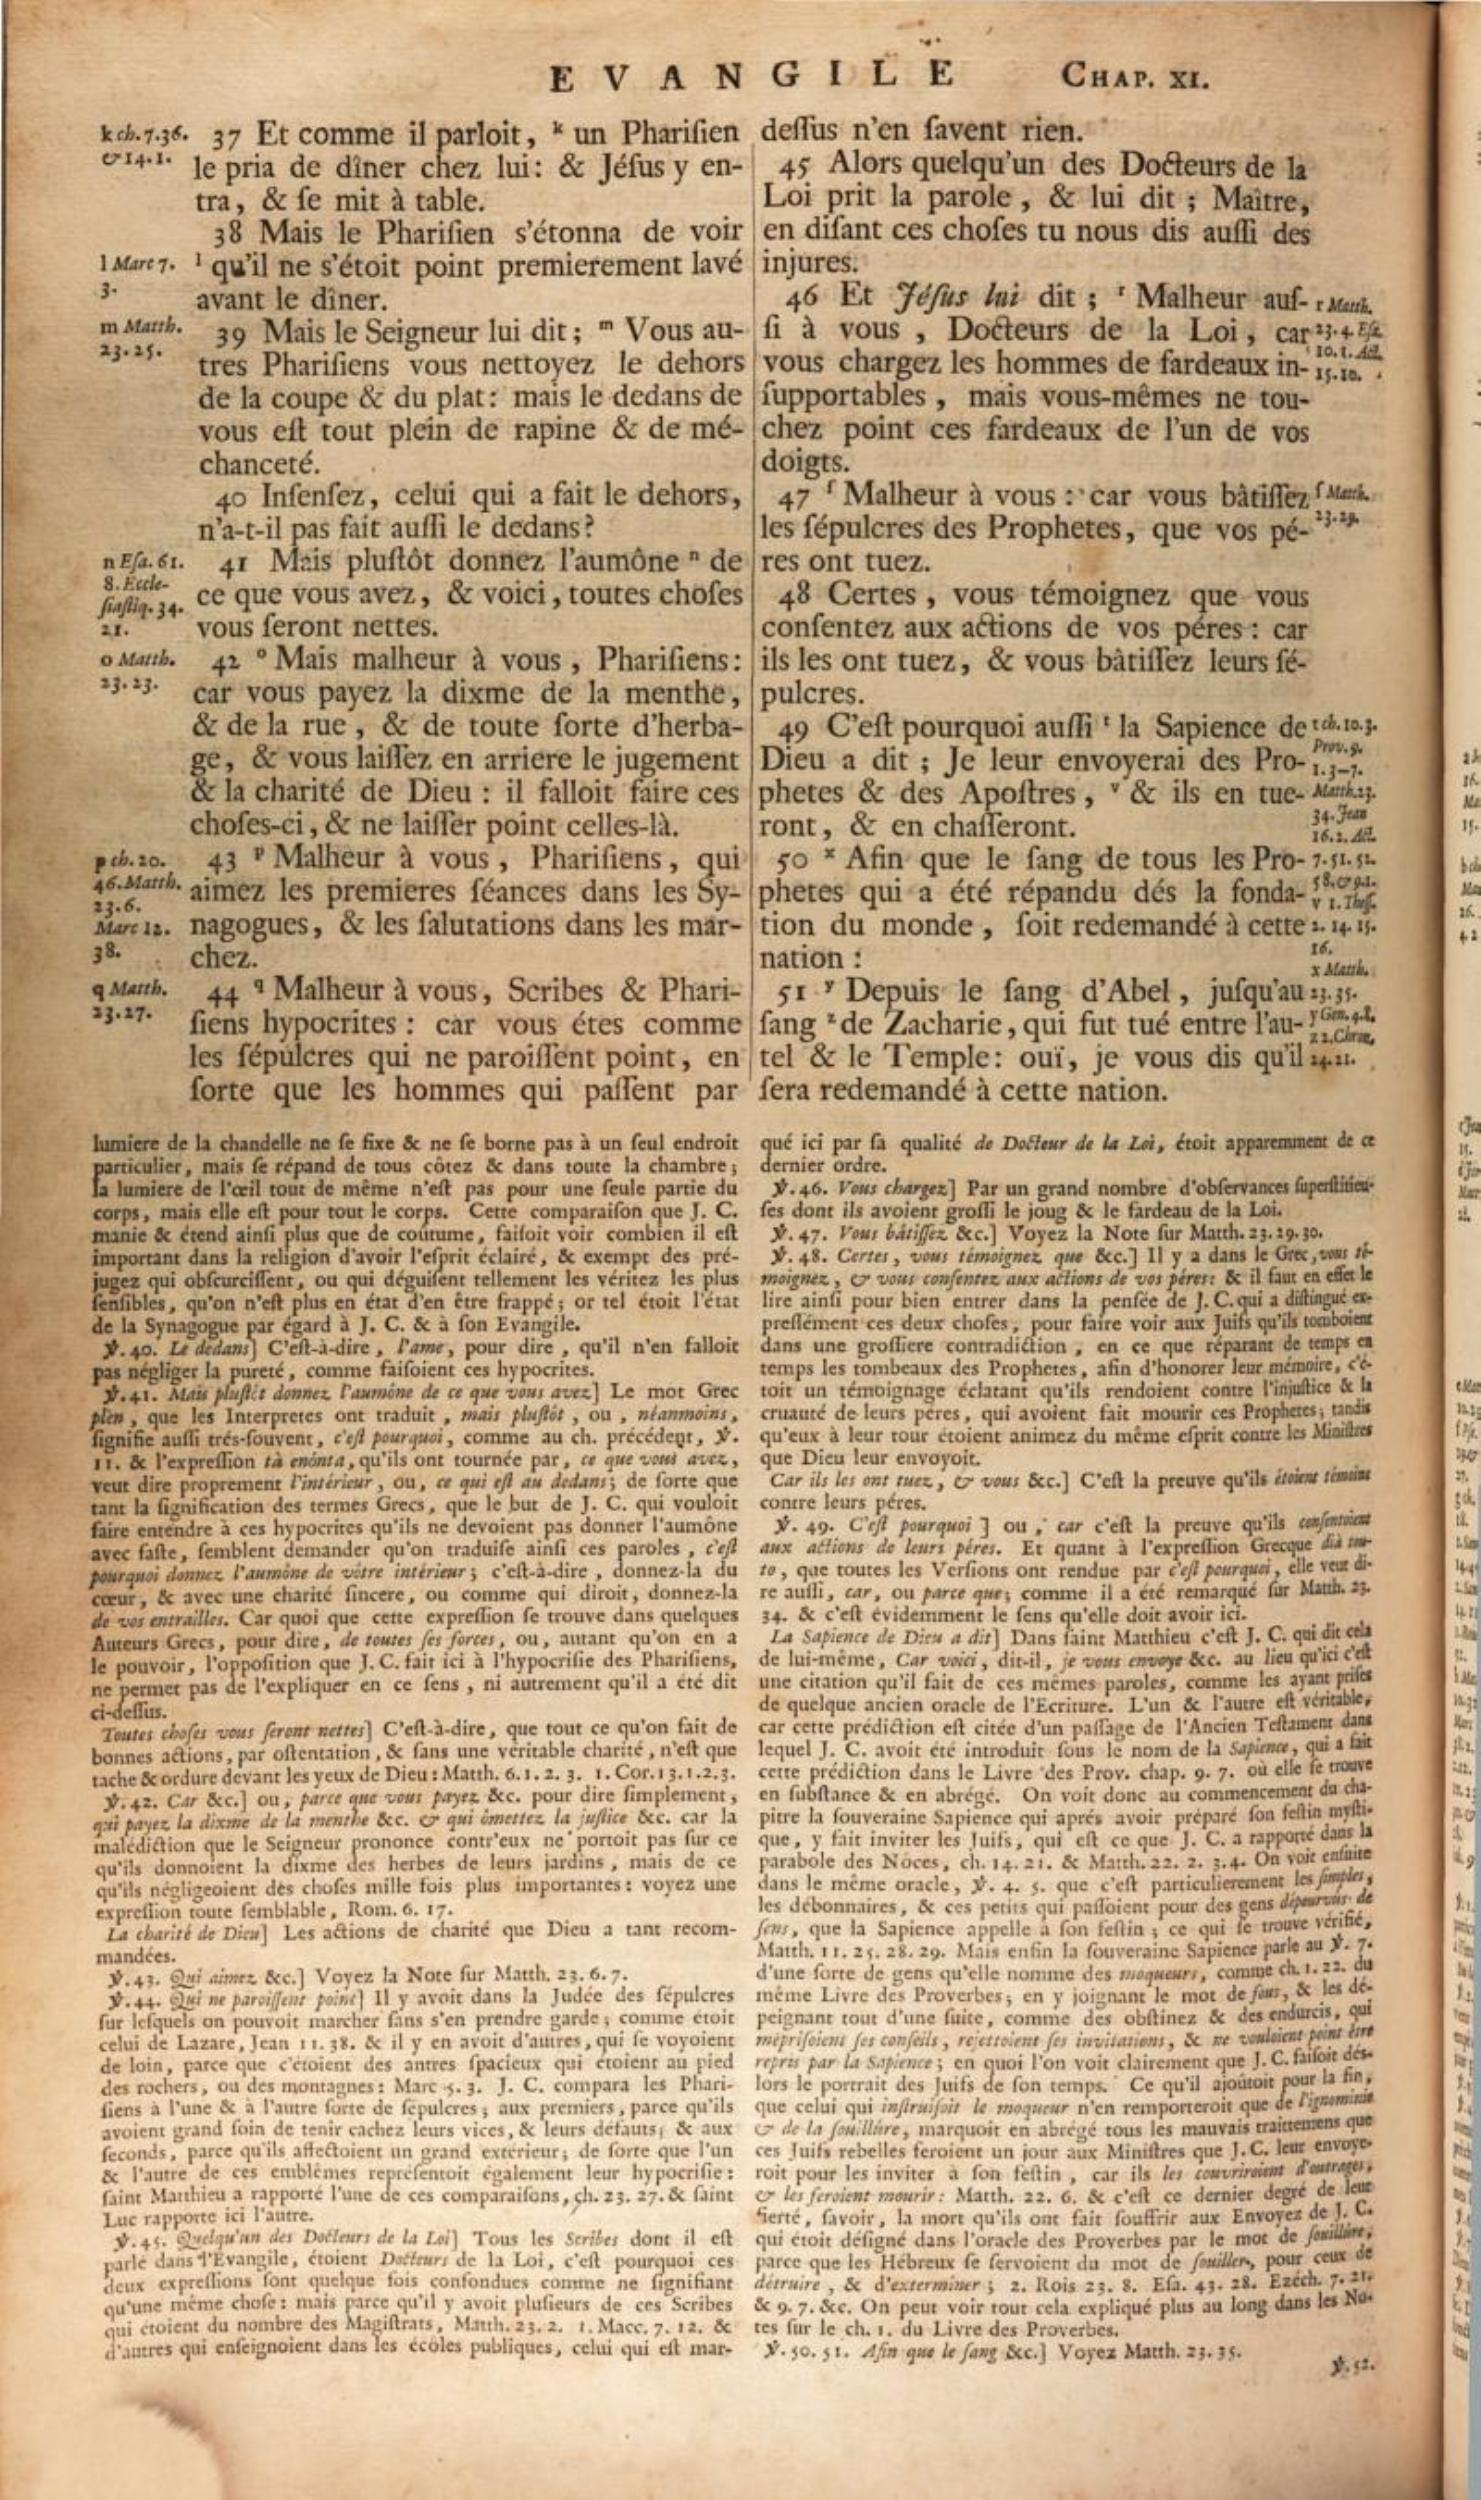 EVANGILE CHAP. XI.
k ch. 7.36.
& 14.1.
37 Et comme il parloit, ᵏ un Pharisien
le pria de dîner chez lui: & Jésus y en-
tra, & se mit à table.
38 Mais le Pharisien s'étonna de voir
l Marc 7.
3.
ˡ qu'il ne s'étoit point premierement lavé
avant le dîner.
m Matth.
23.25.
39 Mais le Seigneur lui dit; ᵐ Vous au-
tres Pharisiens vous nettoyez le dehors
de la coupe & du plat: mais le dedans de
vous est tout plein de rapine & de mé-
chanceté.
40 Insensez, celui qui a fait le dehors,
n'a-t-il pas fait aussi le dedans?
n Esa. 61.
8. Eccle-
siastiq. 34.
21.
41 Mais plustôt donnez l'aumône ⁿ de
ce que vous avez, & voici, toutes choses
vous seront nettes.
o Matth.
23.23.
42 ᵒ Mais malheur à vous, Pharisiens:
car vous payez la dixme de la menthe,
& de la rue, & de toute sorte d'herba-
ge, & vous laissez en arriere le jugement
& la charité de Dieu : il falloit faire ces
choses-ci, & ne laisser point celles-là.
p ch. 20.
46. Matth.
23.6.
Marc 12.
38.
43 ᵖ Malheur à vous, Pharisiens, qui
aimez les premieres séances dans les Sy-
nagogues, & les salutations dans les mar-
chez.
q Matth.
23.27.
44 ᑫ Malheur à vous, Scribes & Phari-
siens hypocrites : car vous étes comme
les sépulcres qui ne paroissent point, en
sorte que les hommes qui passent par
dessus n'en savent rien.
45 Alors quelqu'un des Docteurs de la
Loi prit la parole, & lui dit; Maître,
en disant ces choses tu nous dis aussi des
injures.
46 Et Jésus lui dit; ʳ Malheur aus-
si à vous, Docteurs de la Loi, car
vous chargez les hommes de fardeaux in-
supportables, mais vous-mêmes ne tou-
chez point ces fardeaux de l'un de vos
doigts.
r Matth.
23.4. Esa.
10.1. Act.
15.10.
47 ˢ Malheur à vous : car vous bâtissez
les sépulcres des Prophetes, que vos pé-
res ont tuez.
s Matth.
23.29.
48 Certes, vous témoignez que vous
consentez aux actions de vos péres : car
ils les ont tuez, & vous bâtissez leurs sé-
pulcres.
49 C'est pourquoi aussi ᵗ la Sapience de
Dieu a dit; Je leur envoyerai des Pro-
phetes & des Apostres, ᵛ & ils en tue-
ront, & en chasseront.
t ch. 10.3.
Prov. 9.
1.3-7.
Matth. 23.
34. Jean
16.2. Act.
7.51.52.
58. & 9.1.
v 1. Thess.
2. 14. 15.
16.
50 ˣ Afin que le sang de tous les Pro-
phetes qui a été répandu dés la fonda-
tion du monde, soit redemandé à cette
nation :
x Matth.
23.35.
51 ʸ Depuis le sang d'Abel, jusqu'au
sang ᶻ de Zacharie, qui fut tué entre l'au-
tel & le Temple: ouï, je vous dis qu'il
sera redemandé à cette nation.
y Gen. 4.8.
z 2. Chron.
24.21.
lumiere de la chandelle ne se fixe & ne se borne pas à un seul endroit
particulier, mais se répand de tous côtez & dans toute la chambre;
la lumiere de l'œil tout de même n'est pas pour une seule partie du
corps, mais elle est pour tout le corps. Cette comparaison que J. C.
manie & étend ainsi plus que de coûtume, faisoit voir combien il est
important dans la religion d'avoir l'esprit éclairé, & exempt des pré-
jugez qui obscurcissent, ou qui déguisent tellement les véritez les plus
sensibles, qu'on n'est plus en état d'en être frappé; or tel étoit l'état
de la Synagogue par égard à J. C. & à son Evangile.
℣. 40. Le dedans] C'est-à-dire, l'ame, pour dire, qu'il n'en falloit
pas négliger la pureté, comme faisoient ces hypocrites.
℣. 41. Mais plustôt donnez l'aumône de ce que vous avez] Le mot Grec
plên, que les Interpretes ont traduit, mais plustôt, ou, néanmoins,
signifie aussi trés-souvent, c'est pourquoi, comme au ch. précédent, ℣.
11. & l'expression tà enónta, qu'ils ont tournée par, ce que vous avez,
veut dire proprement l'intérieur, ou, ce qui est au dedans; de sorte que
tant la signification des termes Grecs, que le but de J. C. qui vouloit
faire entendre à ces hypocrites qu'ils ne devoient pas donner l'aumône
avec faste, semblent demander qu'on traduise ainsi ces paroles, c'est
pourquoi donnez l'aumône de vôtre intérieur; c'est-à-dire, donnez-la du
cœur, & avec une charité sincere, ou comme qui diroit, donnez-la
de vos entrailles. Car quoi que cette expression se trouve dans quelques
Auteurs Grecs, pour dire, de toutes ses forces, ou, autant qu'on en a
le pouvoir, l'opposition que J. C. fait ici à l'hypocrisie des Pharisiens,
ne permet pas de l'expliquer en ce sens, ni autrement qu'il a été dit
ci-dessus.
Toutes choses vous seront nettes] C'est-à-dire, que tout ce qu'on fait de
bonnes actions, par ostentation, & sans une véritable charité, n'est que
tache & ordure devant les yeux de Dieu : Matth. 6. 1. 2. 3. 1. Cor. 13. 1. 2. 3.
℣. 42. Car &c.] ou, parce que vous payez &c. pour dire simplement,
qui payez la dixme de la menthe &c. & qui omettez la justice &c. car la
malédiction que le Seigneur prononce contr'eux ne portoit pas sur ce
qu'ils donnoient la dixme des herbes de leurs jardins, mais de ce
qu'ils négligeoient des choses mille fois plus importantes: voyez une
expression toute semblable, Rom. 6. 17.
La charité de Dieu] Les actions de charité que Dieu a tant recom-
mandées.
℣. 43. Qui aimez &c.] Voyez la Note sur Matth. 23. 6. 7.
℣. 44. Qui ne paroissent point] Il y avoit dans la Judée des sépulcres
sur lesquels on pouvoit marcher sans s'en prendre garde; comme étoit
celui de Lazare, Jean 11. 38. & il y en avoit d'autres, qui se voyoient
de loin, parce que c'étoient des antres spacieux qui étoient au pied
des rochers, ou des montagnes: Marc 5. 3. J. C. compara les Phari-
siens à l'une & à l'autre sorte de sépulcres; aux premiers, parce qu'ils
avoient grand soin de tenir cachez leurs vices, & leurs défauts; & aux
seconds, parce qu'ils affectoient un grand extérieur; de sorte que l'un
& l'autre de ces emblêmes représentoit également leur hypocrisie :
saint Matthieu a rapporté l'une de ces comparaisons, ch. 23. 27. & saint
Luc rapporte ici l'autre.
℣. 45. Quelqu'un des Docteurs de la Loi] Tous les Scribes dont il est
parlé dans l'Evangile, étoient Docteurs de la Loi, c'est pourquoi ces
deux expressions sont quelque fois confondues comme ne signifiant
qu'une même chose : mais parce qu'il y avoit plusieurs de ces Scribes
qui étoient du nombre des Magistrats, Matth. 23. 2. 1. Macc. 7. 12. &
d'autres qui enseignoient dans les écoles publiques, celui qui est mar-
qué ici par sa qualité de Docteur de la Loi, étoit apparemment de ce
dernier ordre.
℣. 46. Vous chargez] Par un grand nombre d'observances superstitieu-
ses dont ils avoient grossi le joug & le fardeau de la Loi.
℣. 47. Vous bâtissez &c.] Voyez la Note sur Matth. 23. 29. 30.
℣. 48. Certes, vous témoignez que &c.] Il y a dans le Grec, vous té-
moignez, & vous consentez aux actions de vos péres: & il faut en effet le
lire ainsi pour bien entrer dans la pensée de J. C. qui a distingué ex-
pressément ces deux choses, pour faire voir aux Juifs qu'ils tomboient
dans une grossiere contradiction, en ce que réparant de temps en
temps les tombeaux des Prophetes, afin d'honorer leur mémoire, c'é-
toit un témoignage éclatant qu'ils rendoient contre l'injustice & la
cruauté de leurs péres, qui avoient fait mourir ces Prophetes; tandis
qu'eux à leur tour étoient animez du même esprit contre les Ministres
que Dieu leur envoyoit.
Car ils les ont tuez, & vous &c.] C'est la preuve qu'ils étoient témoins
contre leurs péres.
℣. 49. C'est pourquoi] ou, car c'est la preuve qu'ils consentoient
aux actions de leurs péres. Et quant à l'expression Grecque dià tou-
to, que toutes les Versions ont rendue par c'est pourquoi, elle veut di-
re aussi, car, ou parce que; comme il a été remarqué sur Matth. 23.
34. & c'est évidemment le sens qu'elle doit avoir ici.
La Sapience de Dieu a dit] Dans saint Matthieu c'est J. C. qui dit cela
de lui-même, Car voici, dit-il, je vous envoye &c. au lieu qu'ici c'est
une citation qu'il fait de ces mêmes paroles, comme les ayant prises
de quelque ancien oracle de l'Ecriture. L'un & l'autre est véritable,
car cette prédiction est citée d'un passage de l'Ancien Testament dans
lequel J. C. avoit été introduit sous le nom de la Sapience, qui a fait
cette prédiction dans le Livre des Prov. chap. 9. 7. où elle se trouve
en substance & en abrégé. On voit donc au commencement du cha-
pitre la souveraine Sapience qui aprés avoir préparé son festin mysti-
que, y fait inviter les Juifs, qui est ce que J. C. a rapporté dans la
parabole des Nôces, ch. 14. 21. & Matth. 22. 2. 3. 4. On voit ensuite
dans le même oracle, ℣. 4. 5. que c'est particulierement les simples,
les débonnaires, & ces petits qui passoient pour des gens dépourvûs de
sens, que la Sapience appelle à son festin; ce qui se trouve vérifié,
Matth. 11. 25. 28. 29. Mais enfin la souveraine Sapience parle au ℣. 7.
d'une sorte de gens qu'elle nomme des moqueurs, comme ch. 1. 22. du
même Livre des Proverbes; en y joignant le mot de fous, & les dé-
peignant tout d'une suite, comme des obstinez & des endurcis, qui
méprisoient ses conseils, rejettoient ses invitations, & ne vouloient point être
repris par la Sapience; en quoi l'on voit clairement que J. C. faisoit dés-
lors le portrait des Juifs de son temps. Ce qu'il ajoûtoit pour la fin,
que celui qui instruisoit le moqueur n'en remporteroit que de l'ignominie
& de la souillûre, marquoit en abrégé tous les mauvais traittemens que
ces Juifs rebelles feroient un jour aux Ministres que J. C. leur envoye-
roit pour les inviter à son festin, car ils les couvriroient d'outrages,
& les feroient mourir: Matth. 22. 6. & c'est ce dernier degré de leur
fierté, savoir, la mort qu'ils ont fait souffrir aux Envoyez de J. C.
qui étoit désigné dans l'oracle des Proverbes par le mot de souillûre,
parce que les Hébreux se servoient du mot de souiller, pour ceux de
détruire, & d'exterminer; 2. Rois 23. 8. Esa. 43. 28. Ezéch. 7. 21.
& 9. 7. &c. On peut voir tout cela expliqué plus au long dans les No-
tes sur le ch. 1. du Livre des Proverbes.
℣. 50. 51. Afin que le sang &c.] Voyez Matth. 23. 35.
℣. 52.